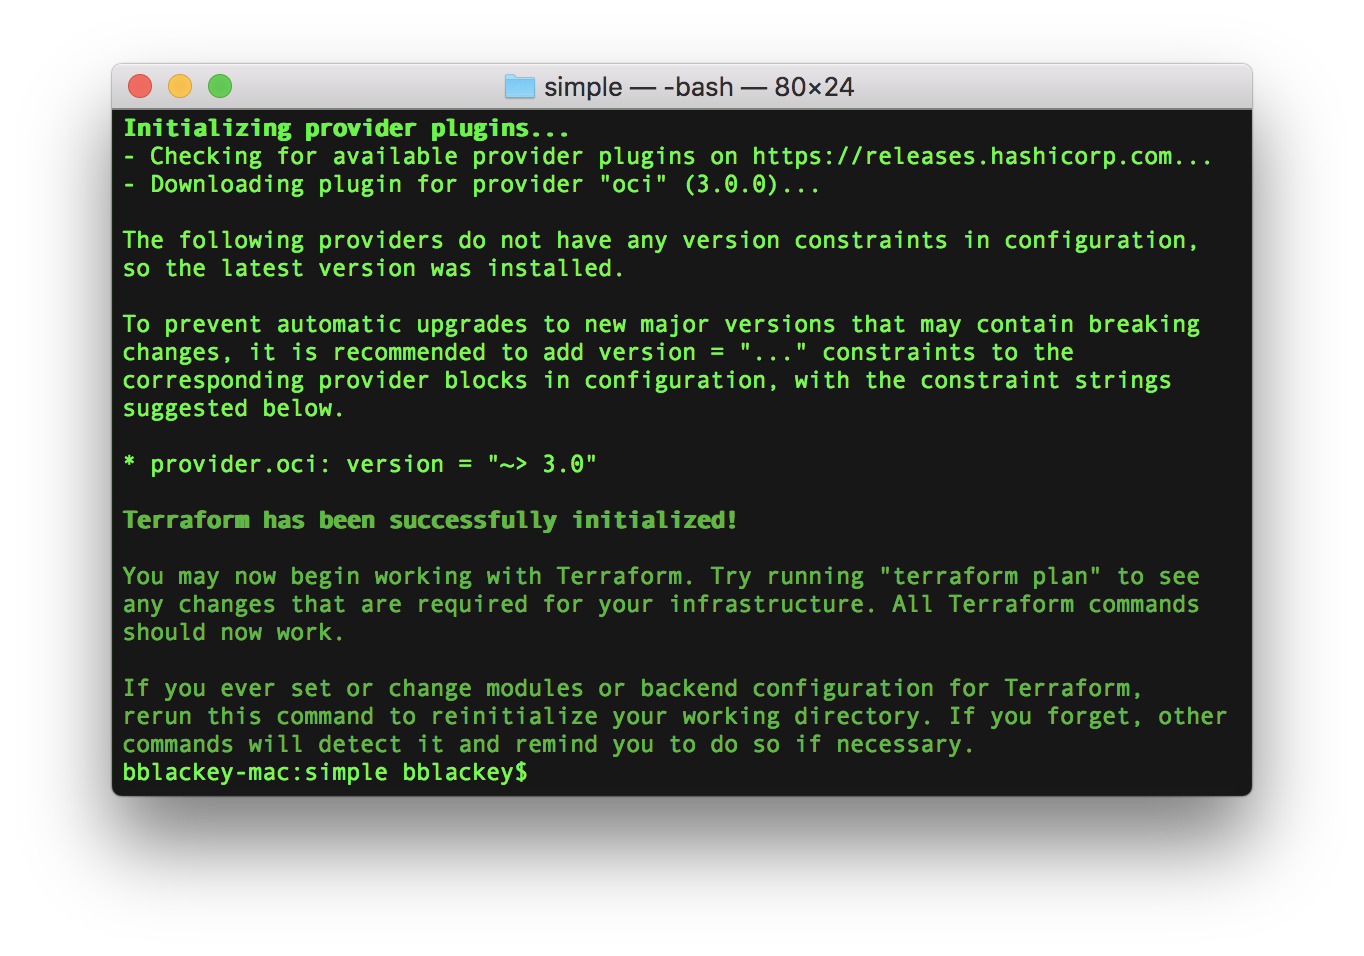 simple — -bash — 80×24
Initializing provider plugins...
- Checking for available provider plugins on https://releases.hashicorp.com...
- Downloading plugin for provider "oci" (3.0.0)...
The following providers do not have any version constraints in configuration,
so the latest version was installed.
To prevent automatic upgrades to new major versions that may contain breaking
changes, it is recommended to add version = "..." constraints to the
corresponding provider blocks in configuration, with the constraint strings
suggested below.
* provider.oci: version = "~> 3.0"
Terraform has been successfully initialized!
You may now begin working with Terraform. Try running "terraform plan" to see
any changes that are required for your infrastructure. All Terraform commands
should now work.
If you ever set or change modules or backend configuration for Terraform,
rerun this command to reinitialize your working directory. If you forget, other
commands will detect it and remind you to do so if necessary.
bblackey-mac:simple bblackey$